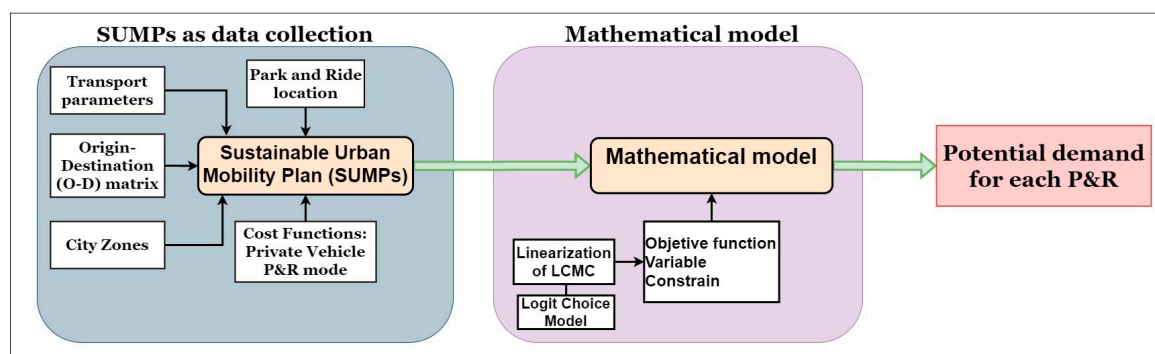 SUMPs as data collection
Transport
parameters
Park and Ride
location
Origin-
Destination
(O-D) matrix
Sustainable Urban
Mobility Plan (SUMPs)
City Zones
Cost Functions:
Private Vehicle
P&R mode
Mathematical model
Mathematical model
Linearization
of LCMC
Logit Choice
Model
Objetive function
Variable
Constrain
Potential demand
for each P&R